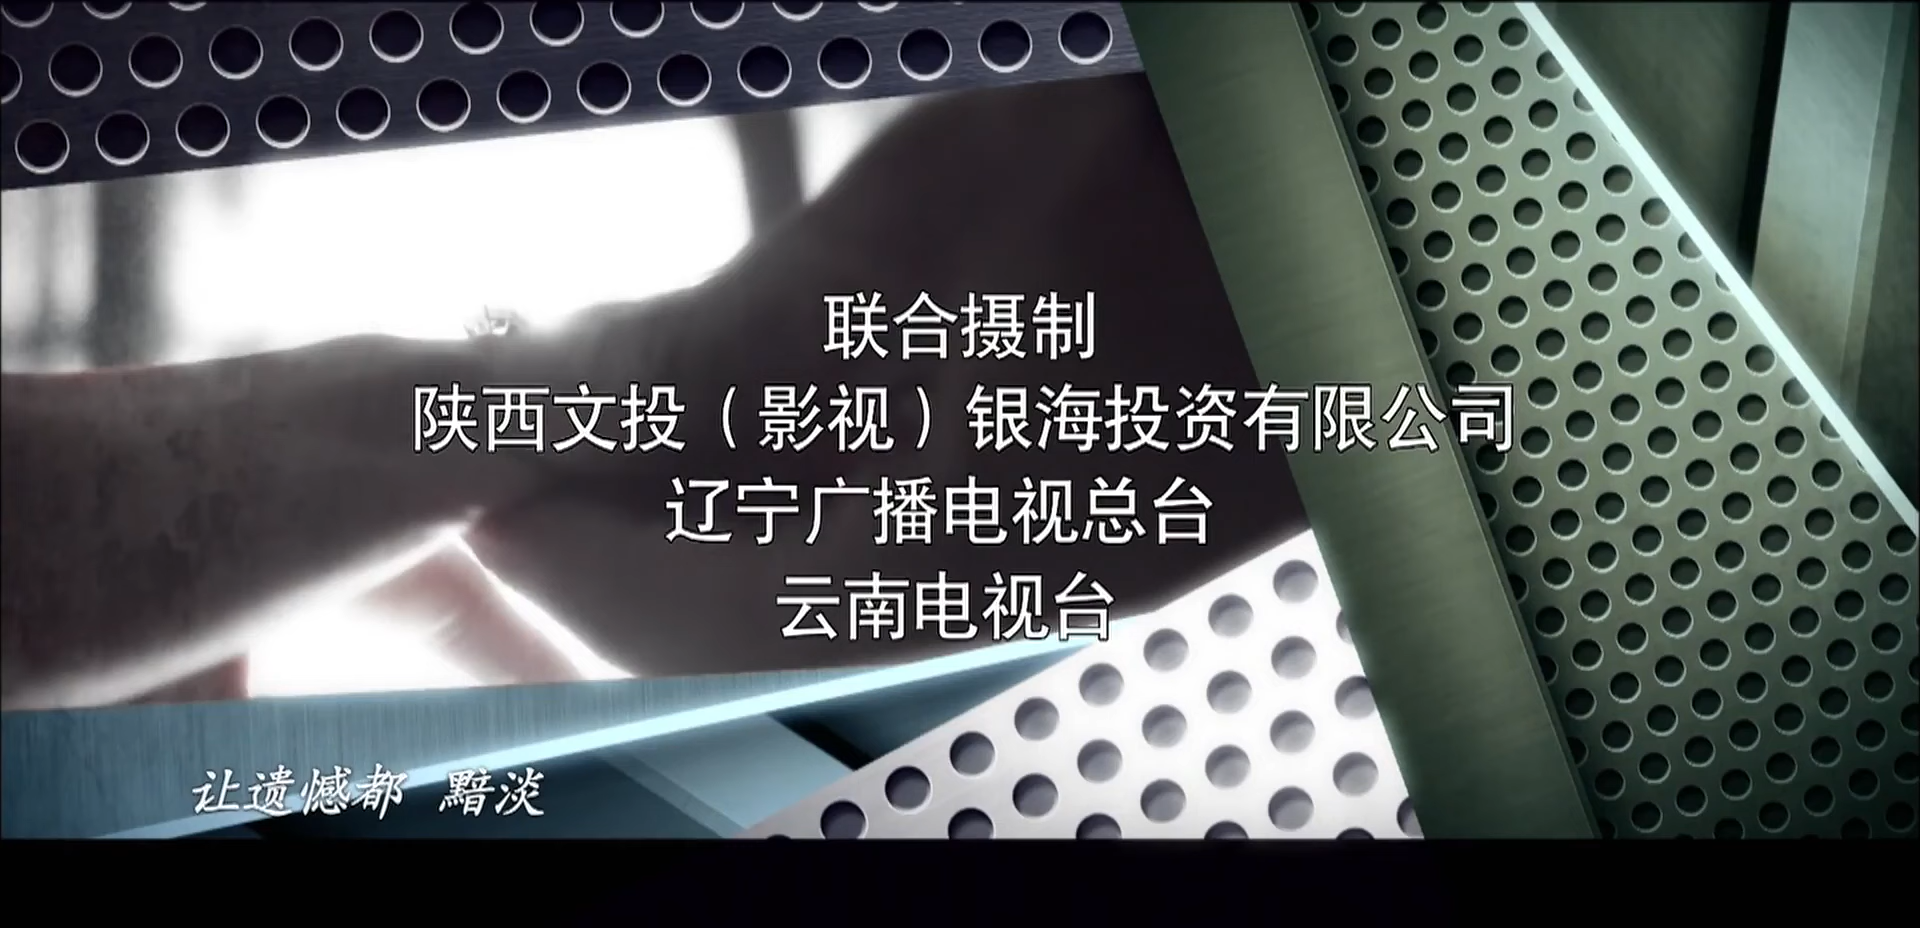 联合摄制
陕西文投（影视）银海投资有限公司
辽宁广播电视总台
云南电视台
让遗憾都 黯淡